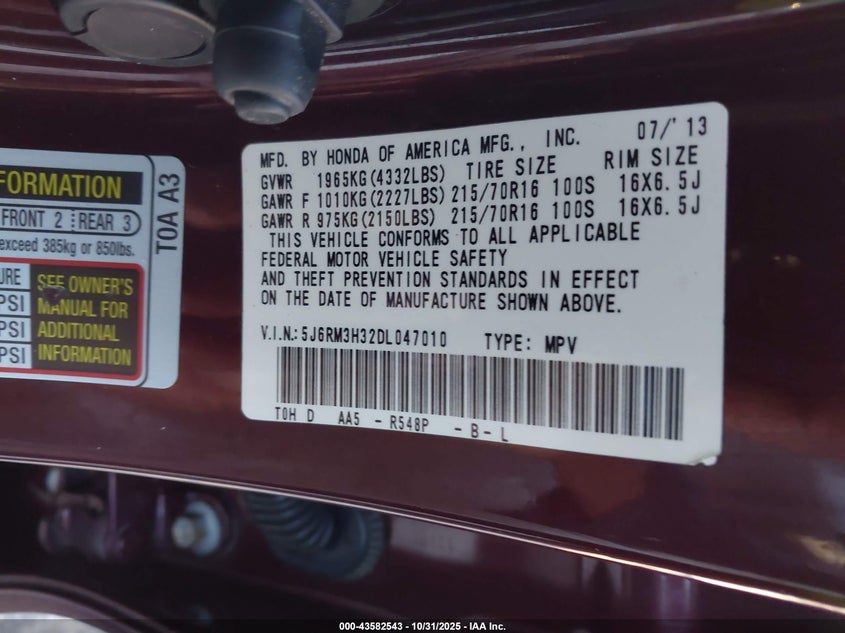 FORMATION
FRONT 2 REAR 3
exceed 385kg or 850lbs.
URE
PSI
PSI
PSI
SEE OWNER'S
MANUAL FOR
ADDITIONAL
INFORMATION
T0A A3
MFD. BY HONDA OF AMERICA MFG., INC. 07/'13
GVWR 1965KG(4332LBS) TIRE SIZE RIM SIZE
GAWR F 1010KG(2227LBS) 215/70R16 100S 16X6.5J
GAWR R 975KG(2150LBS) 215/70R16 100S 16X6.5J
THIS VEHICLE CONFORMS TO ALL APPLICABLE
FEDERAL MOTOR VEHICLE SAFETY
AND THEFT PREVENTION STANDARDS IN EFFECT
ON THE DATE OF MANUFACTURE SHOWN ABOVE.
V.I.N.: 5J6RM3H32DL047010 TYPE: MPV
T0H D AA5 - R548P - B - L
000-43582543 - 10/31/2025 - IAA Inc.